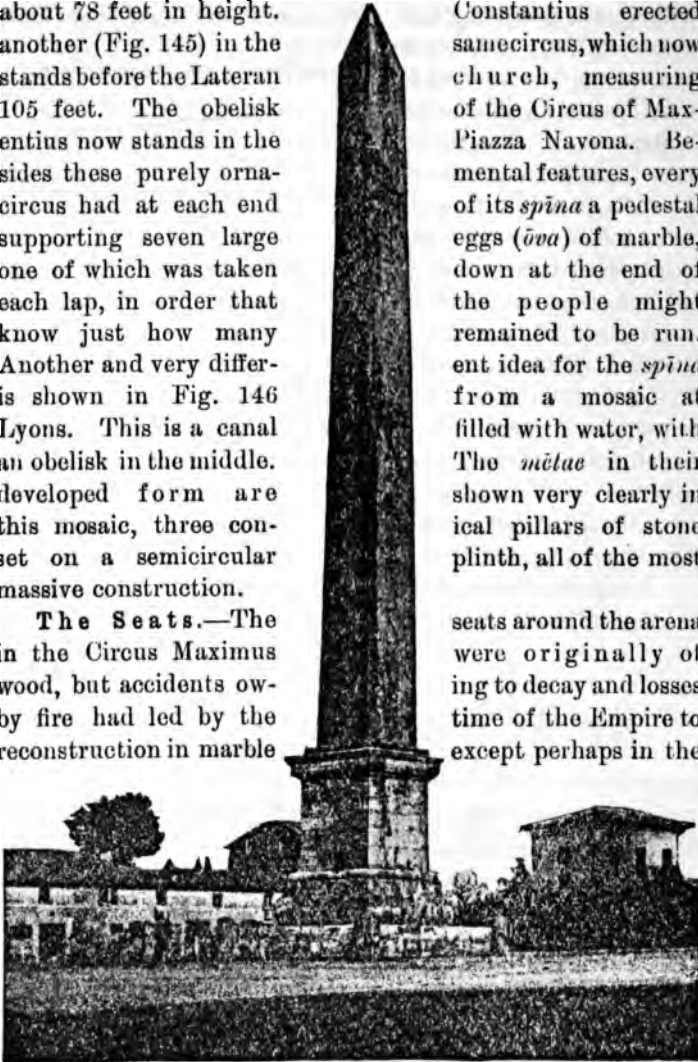 about 78 feet in height. Constantius erected
another (Fig. 145) in the same circus, which now
stands before the Lateran church, measuring
105 feet. The obelisk of the Circus of Max-
entius now stands in the Piazza Navona. Be-
sides these purely orna- mental features, every
circus had at each end of its spīna a pedestal
supporting seven large eggs (ōva) of marble,
one of which was taken down at the end of
each lap, in order that the people might
know just how many remained to be run.
Another and very differ- ent idea for the spīna
is shown in Fig. 146 from a mosaic at
Lyons. This is a canal filled with water, with
an obelisk in the middle. The mētae in their
developed form are shown very clearly in
this mosaic, three con- ical pillars of stone
set on a semicircular plinth, all of the most
massive construction.
The Seats.—The seats around the arena
in the Circus Maximus were originally of
wood, but accidents ow- ing to decay and losses
by fire had led by the time of the Empire to
reconstruction in marble except perhaps in the